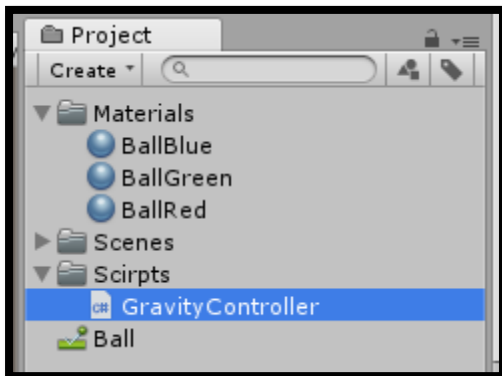 Project
Create
Materials
BallBlue
BallGreen
BallRed
Scenes
Scirpts
C# GravityController
Ball